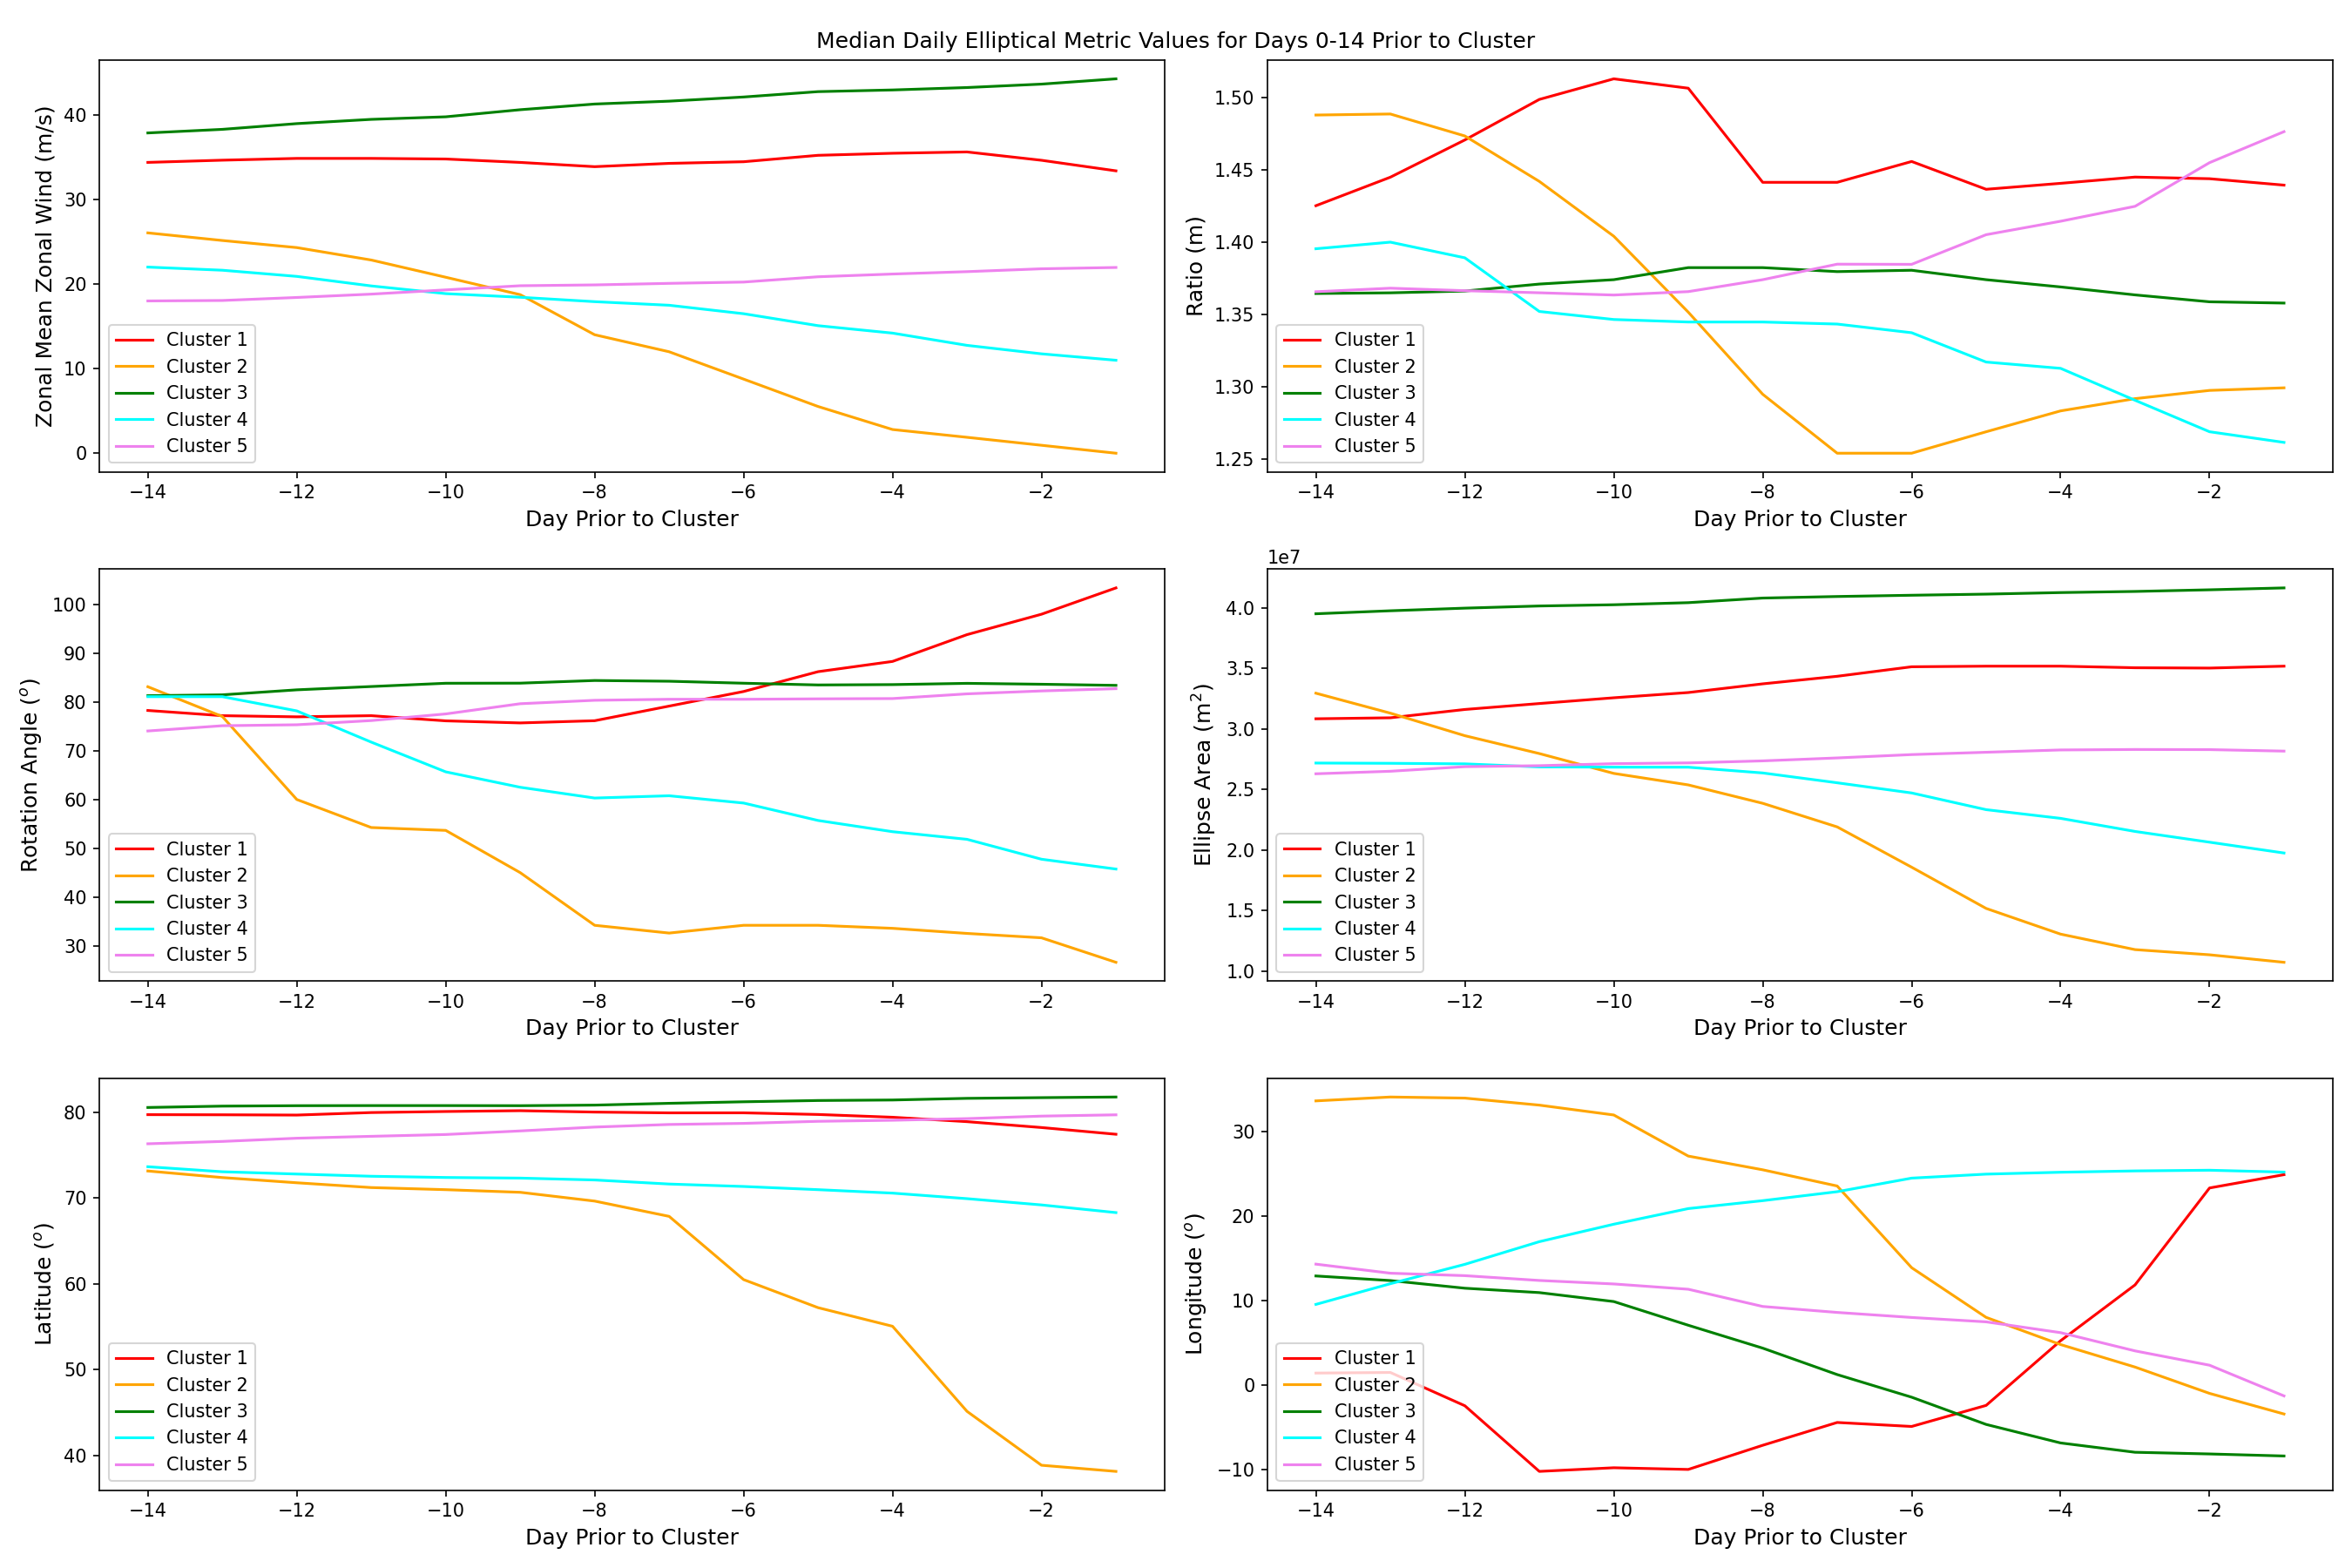 Median Daily Elliptical Metric Values for Days 0-14 Prior to Cluster
Zonal Mean Zonal Wind (m/s)
40
30
20
10
0
Cluster 1
Cluster 2
Cluster 3
Cluster 4
Cluster 5
−14 −12 −10 −8 −6 −4 −2
Day Prior to Cluster
Ratio (m)
1.50
1.45
1.40
1.35
1.30
1.25
Cluster 1
Cluster 2
Cluster 3
Cluster 4
Cluster 5
−14 −12 −10 −8 −6 −4 −2
Day Prior to Cluster
Rotation Angle (°)
100
90
80
70
60
50
40
30
Cluster 1
Cluster 2
Cluster 3
Cluster 4
Cluster 5
−14 −12 −10 −8 −6 −4 −2
Day Prior to Cluster
1e7
Ellipse Area (m²)
4.0
3.5
3.0
2.5
2.0
1.5
1.0
Cluster 1
Cluster 2
Cluster 3
Cluster 4
Cluster 5
−14 −12 −10 −8 −6 −4 −2
Day Prior to Cluster
Latitude (°)
80
70
60
50
40
Cluster 1
Cluster 2
Cluster 3
Cluster 4
Cluster 5
−14 −12 −10 −8 −6 −4 −2
Day Prior to Cluster
Longitude (°)
30
20
10
0
−10
Cluster 1
Cluster 2
Cluster 3
Cluster 4
Cluster 5
−14 −12 −10 −8 −6 −4 −2
Day Prior to Cluster